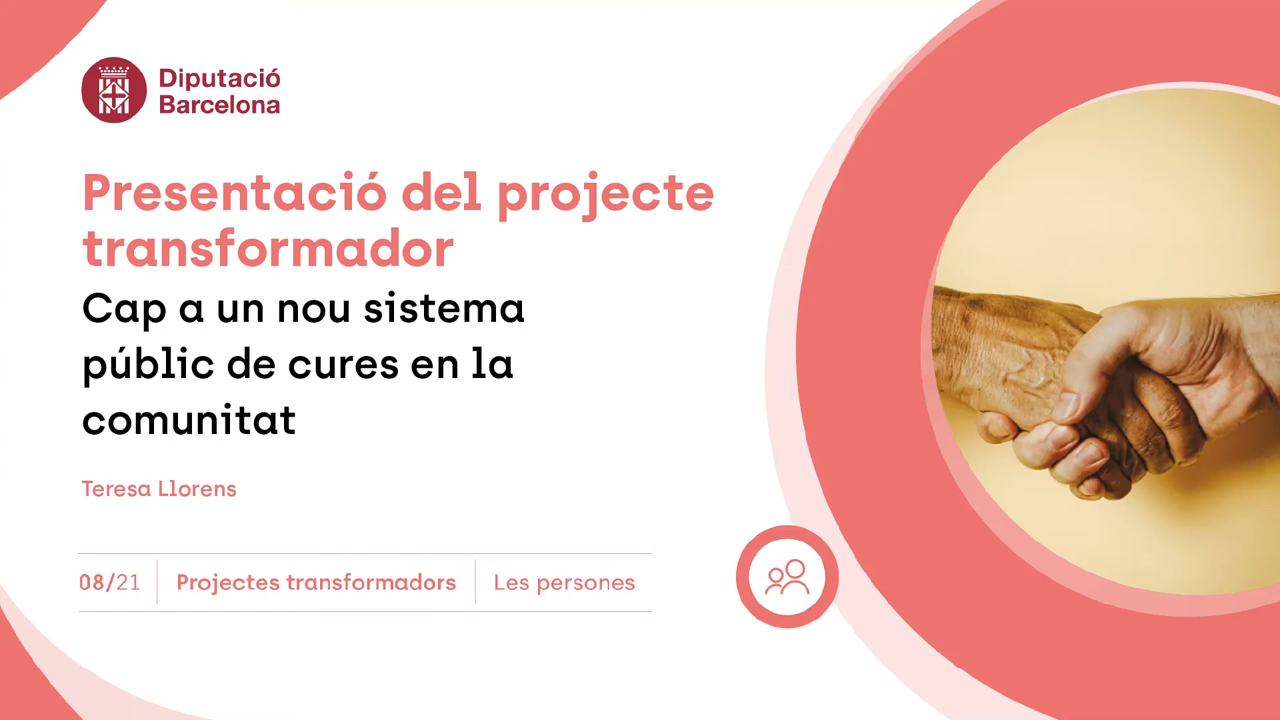 Diputació
Barcelona
Presentació del projecte
transformador
Cap a un nou sistema
públic de cures en la
comunitat
Teresa Llorens
08/21 Projectes transformadors Les persones